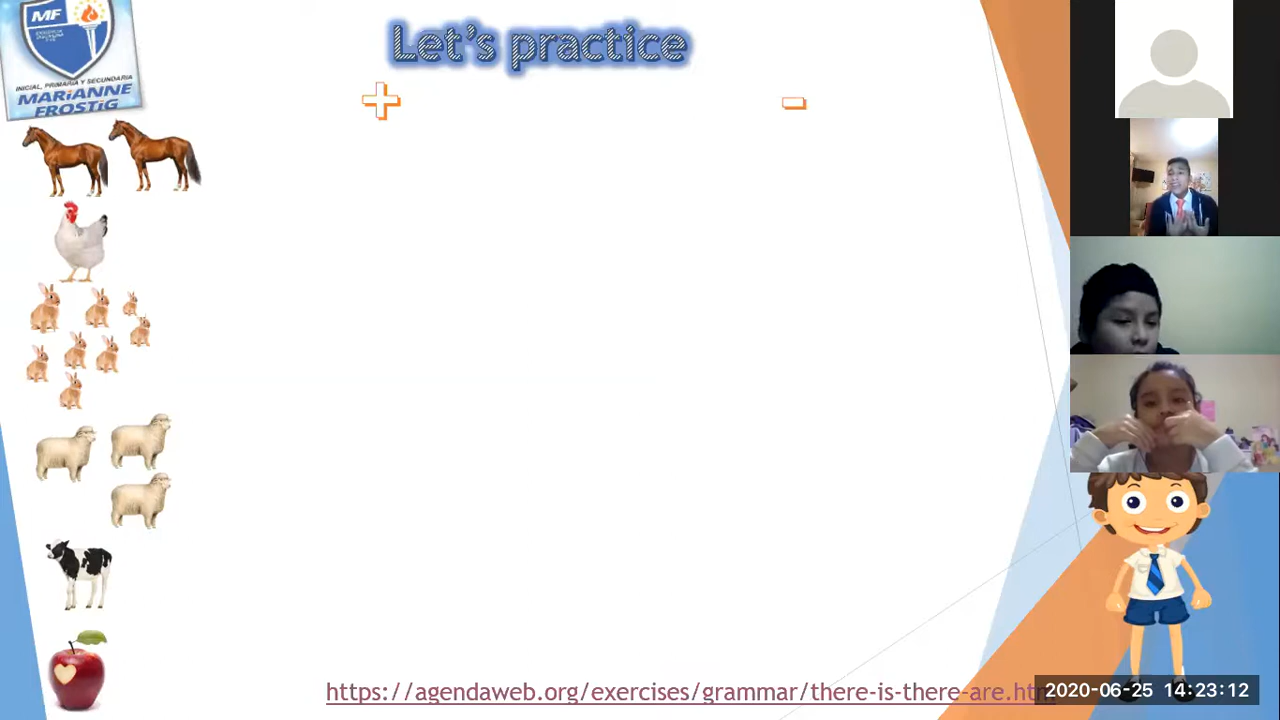 MF
INICIAL, PRIMARIA Y SECUNDARIA
MARIANNE
FROSTIG
Let's practice
+
-
https://agendaweb.org/exercises/grammar/there-is-there-are.htm
2020-06-25 14:23:12